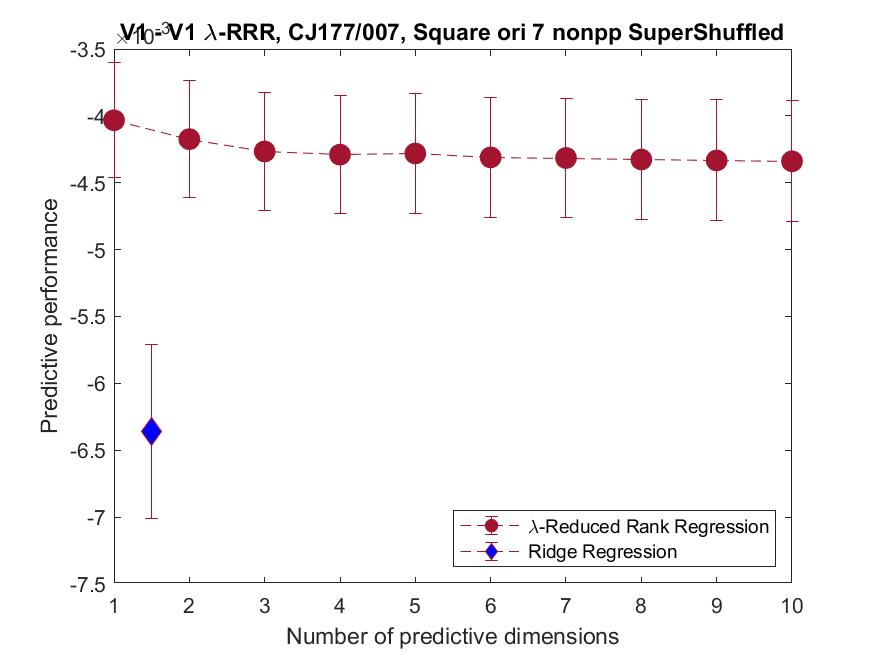 V1 - V1 λ-RRR, CJ177/007, Square ori 7 nonpp SuperShuffled
×10-3
-3.5
-4
-4.5
-5
-5.5
-6
-6.5
-7
-7.5
Predictive performance
λ-Reduced Rank Regression
Ridge Regression
1 2 3 4 5 6 7 8 9 10
Number of predictive dimensions